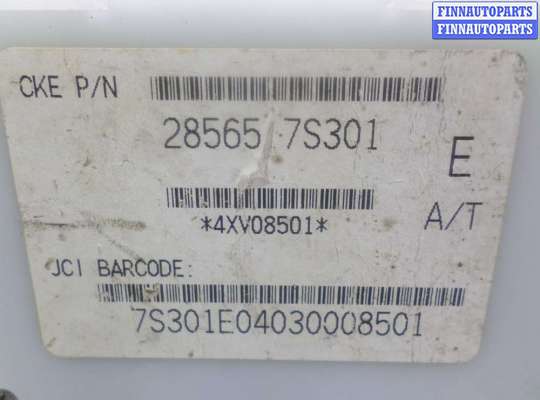 FINNAUTOPARTS
FINNAUTOPARTS
CKE P/N
28565 7S301
E
*4XV08501*
A/T
JCI BARCODE:
7S301E04030008501